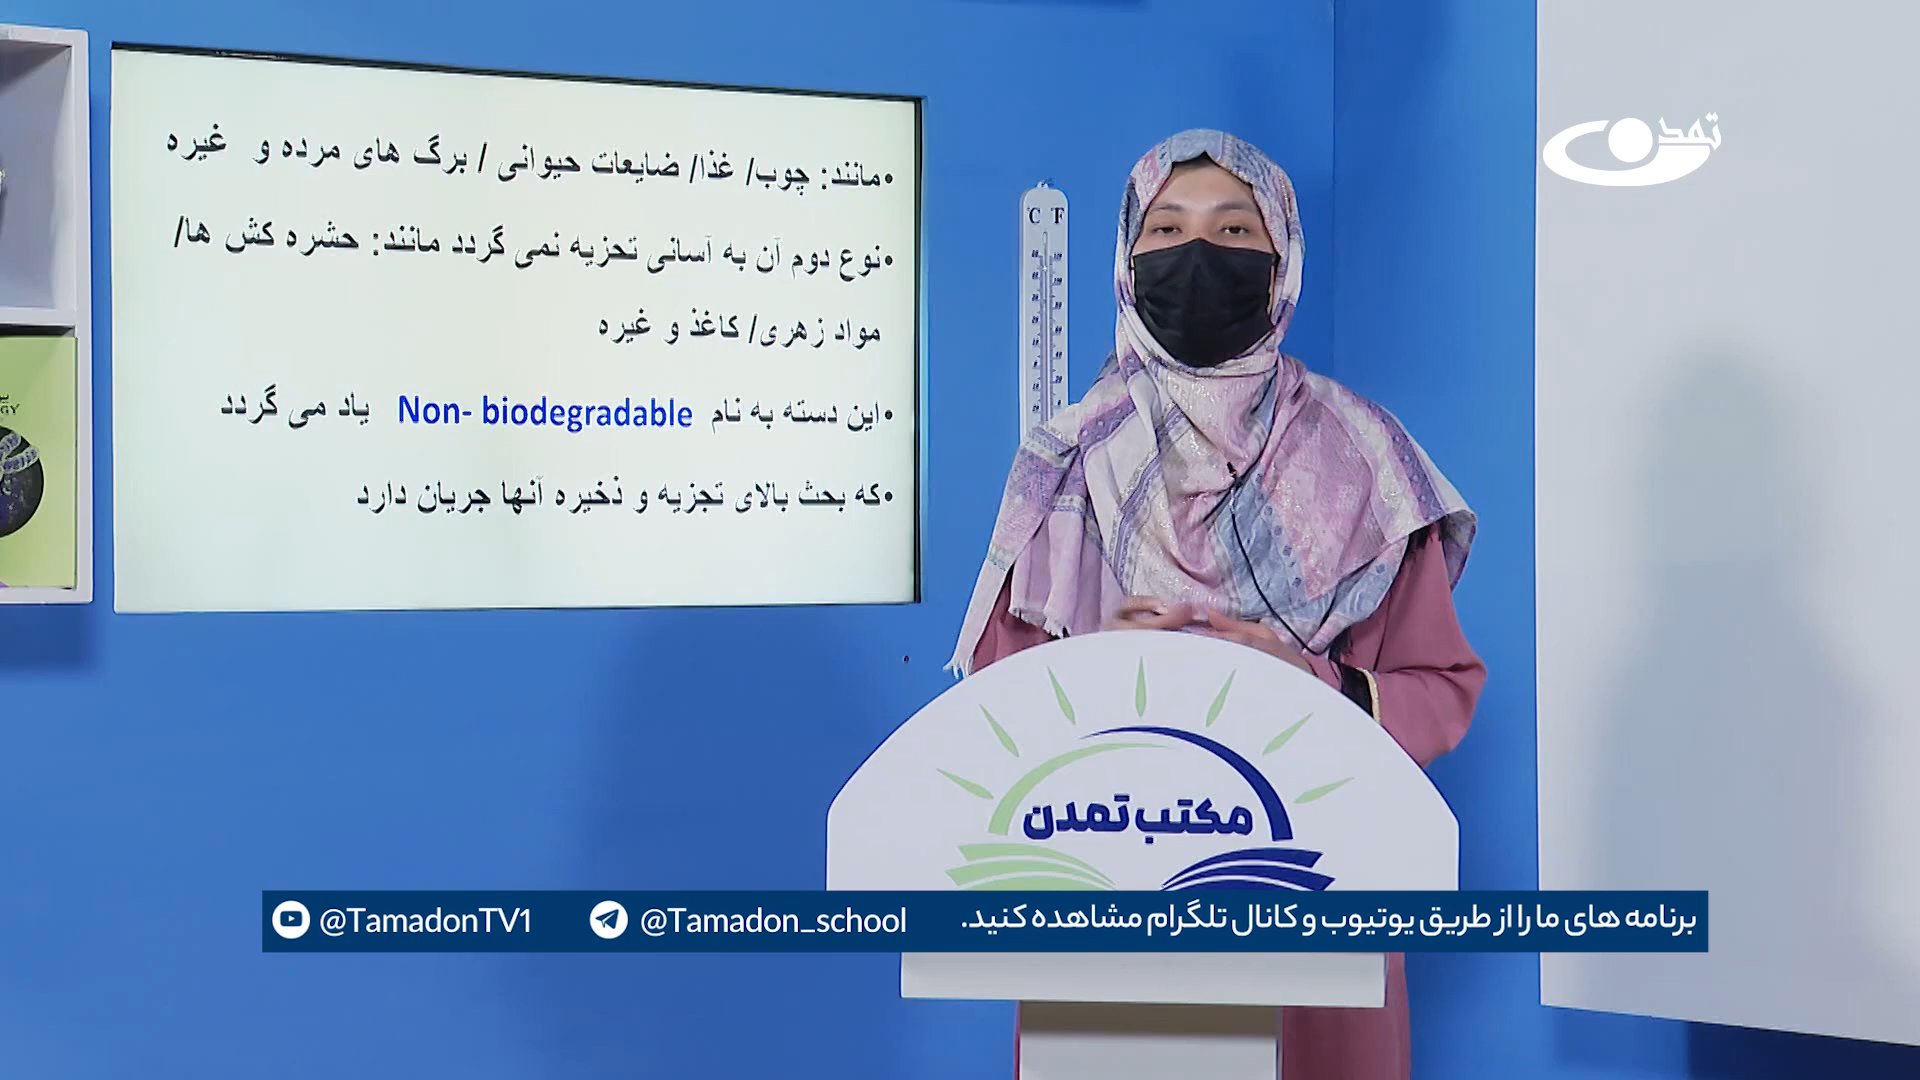 •مانند: چوب/ غذا/ ضایعات حیوانی / برگ های مرده و غیره
•نوع دوم آن به آسانی تحزیه نمی گردد مانند: حشره کش ها/
مواد زهری/ کاغذ و غیره
•این دسته به نام Non- biodegradable یاد می گردد
•که بحث بالای تجزیه و ذخیره آنها جریان دارد
تمدن
°C °F
مکتب تمدن
@TamadonTV1 @Tamadon_school برنامه های ما را از طریق یوتیوب و کانال تلگرام مشاهده کنید.